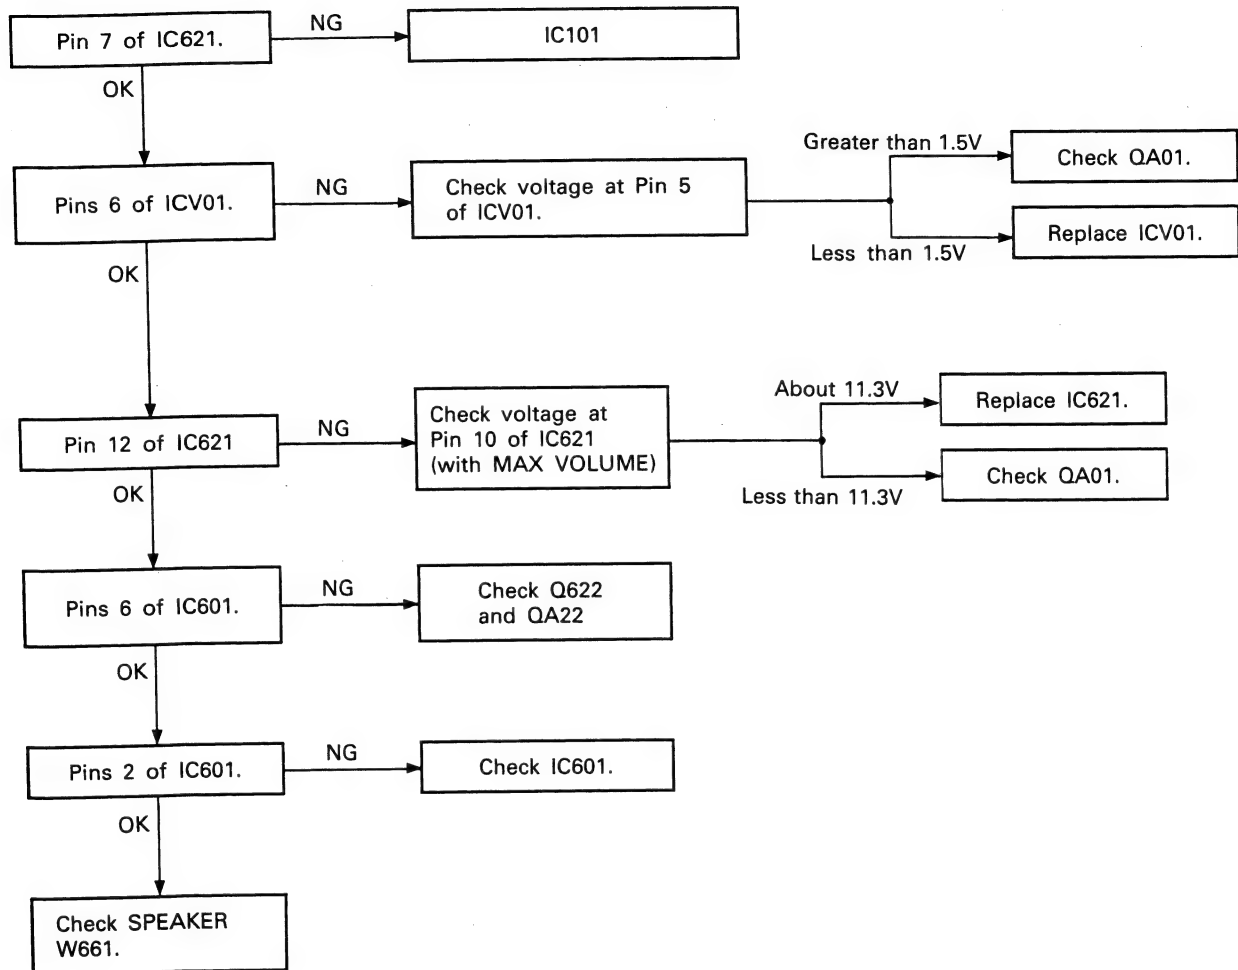 Pin 7 of IC621.
NG
IC101
OK
Pins 6 of ICV01.
NG
Check voltage at Pin 5
of ICV01.
Greater than 1.5V
Check QA01.
Less than 1.5V
Replace ICV01.
OK
Pin 12 of IC621
NG
Check voltage at
Pin 10 of IC621
(with MAX VOLUME)
About 11.3V
Replace IC621.
Less than 11.3V
Check QA01.
OK
Pins 6 of IC601.
NG
Check Q622
and QA22
OK
Pins 2 of IC601.
NG
Check IC601.
OK
Check SPEAKER
W661.